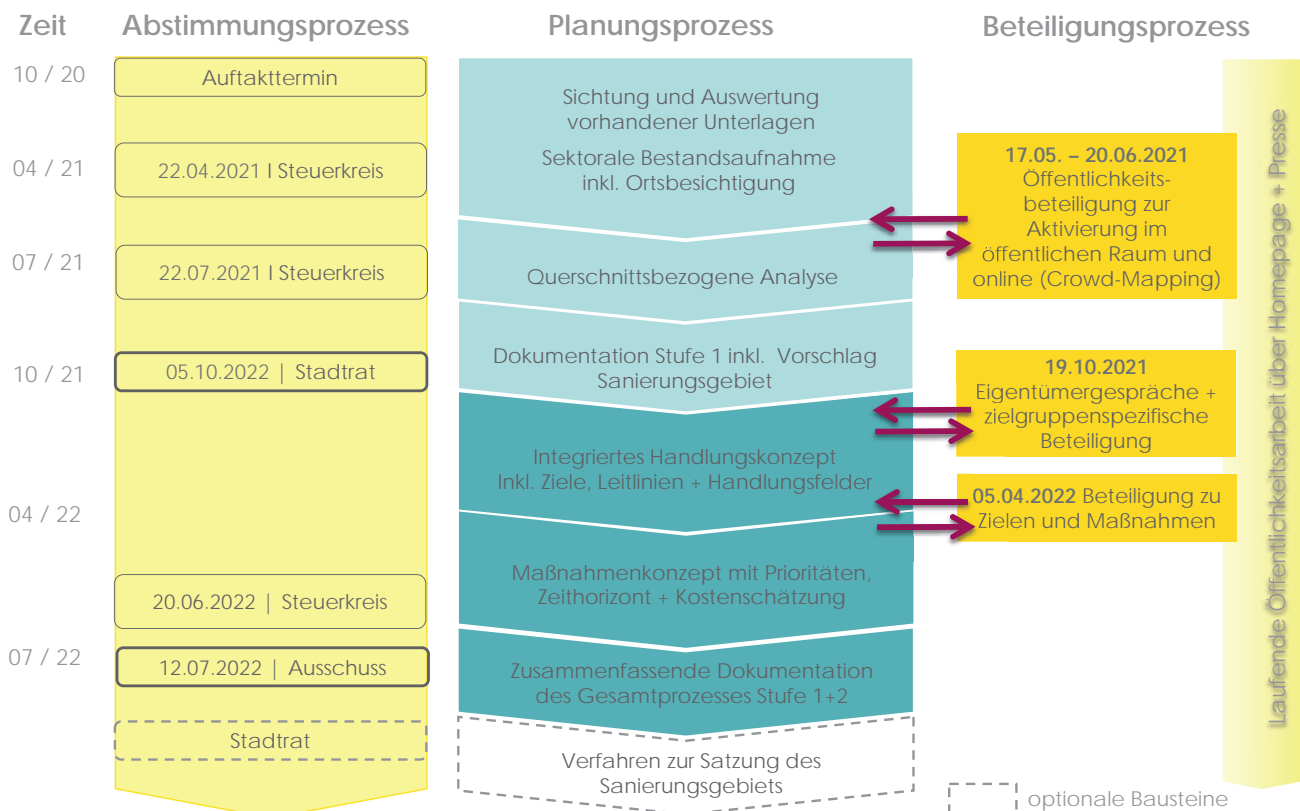 Zeit
Abstimmungsprozess
Planungsprozess
Beteiligungsprozess
10 / 20
04 / 21
07 / 21
10 / 21
04 / 22
07 / 22
Auftakttermin
22.04.2021 I Steuerkreis
22.07.2021 I Steuerkreis
05.10.2022 | Stadtrat
20.06.2022 | Steuerkreis
12.07.2022 | Ausschuss
Stadtrat
Sichtung und Auswertung
vorhandener Unterlagen
Sektorale Bestandsaufnahme
inkl. Ortsbesichtigung
Querschnittsbezogene Analyse
Dokumentation Stufe 1 inkl. Vorschlag
Sanierungsgebiet
Integriertes Handlungskonzept
Inkl. Ziele, Leitlinien + Handlungsfelder
Maßnahmenkonzept mit Prioritäten,
Zeithorizont + Kostenschätzung
Zusammenfassende Dokumentation
des Gesamtprozesses Stufe 1+2
Verfahren zur Satzung des
Sanierungsgebiets
17.05. – 20.06.2021
Öffentlichkeits-
beteiligung zur
Aktivierung im
öffentlichen Raum und
online (Crowd-Mapping)
19.10.2021
Eigentümergespräche +
zielgruppenspezifische
Beteiligung
05.04.2022 Beteiligung zu
Zielen und Maßnahmen
Laufende Öffentlichkeitsarbeit über Homepage + Presse
optionale Bausteine